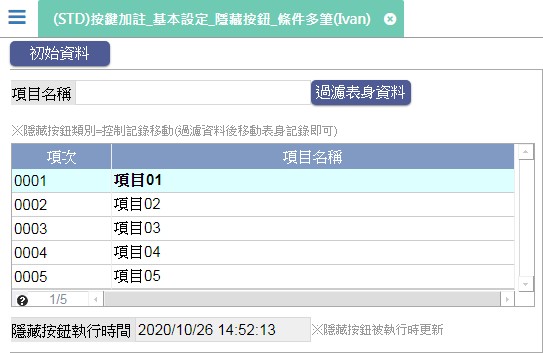 (STD)按鍵加註_基本設定_隱藏按鈕_條件多筆(Ivan)
初始資料
項目名稱 過濾表身資料
※隱藏按鈕類別=控制記錄移動(過濾資料後移動表身記錄即可)
項次 項目名稱
0001 項目01
0002 項目02
0003 項目03
0004 項目04
0005 項目05
1/5
隱藏按鈕執行時間 2020/10/26 14:52:13 ※隱藏按鈕被執行時更新